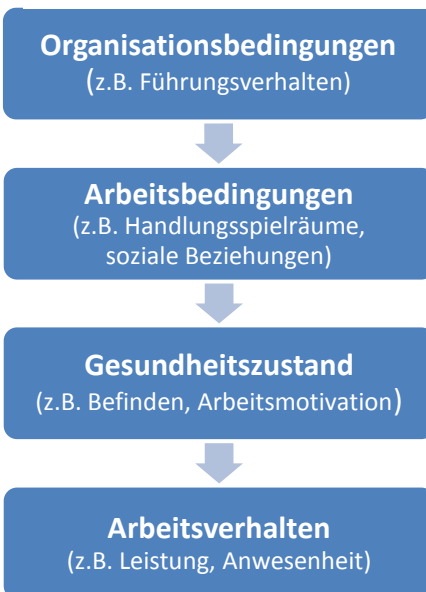 Organisationsbedingungen
(z.B. Führungsverhalten)
Arbeitsbedingungen
(z.B. Handlungsspielräume,
soziale Beziehungen)
Gesundheitszustand
(z.B. Befinden, Arbeitsmotivation)
Arbeitsverhalten
(z.B. Leistung, Anwesenheit)